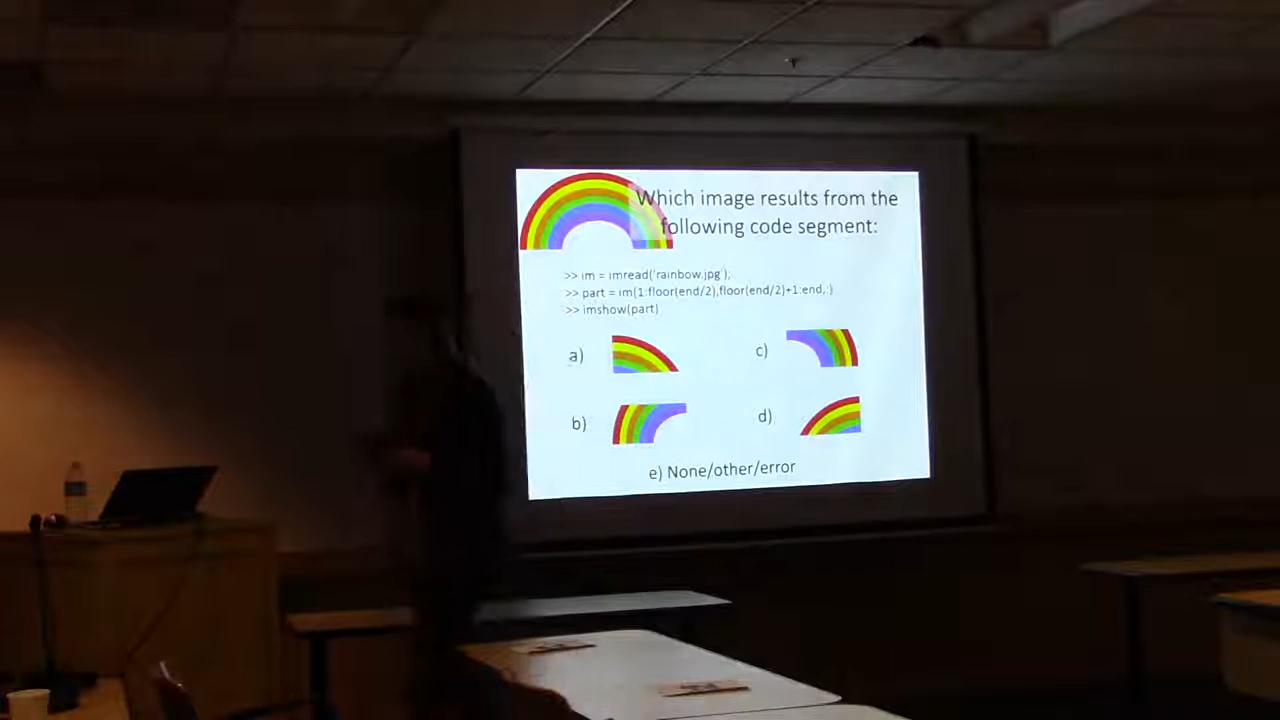 Which image results from the
following code segment:
>> im = imread('rainbow.jpg');
>> part = im(1:floor(end/2),floor(end/2)+1:end,:)
>> imshow(part)
a)
c)
b)
d)
e) None/other/error